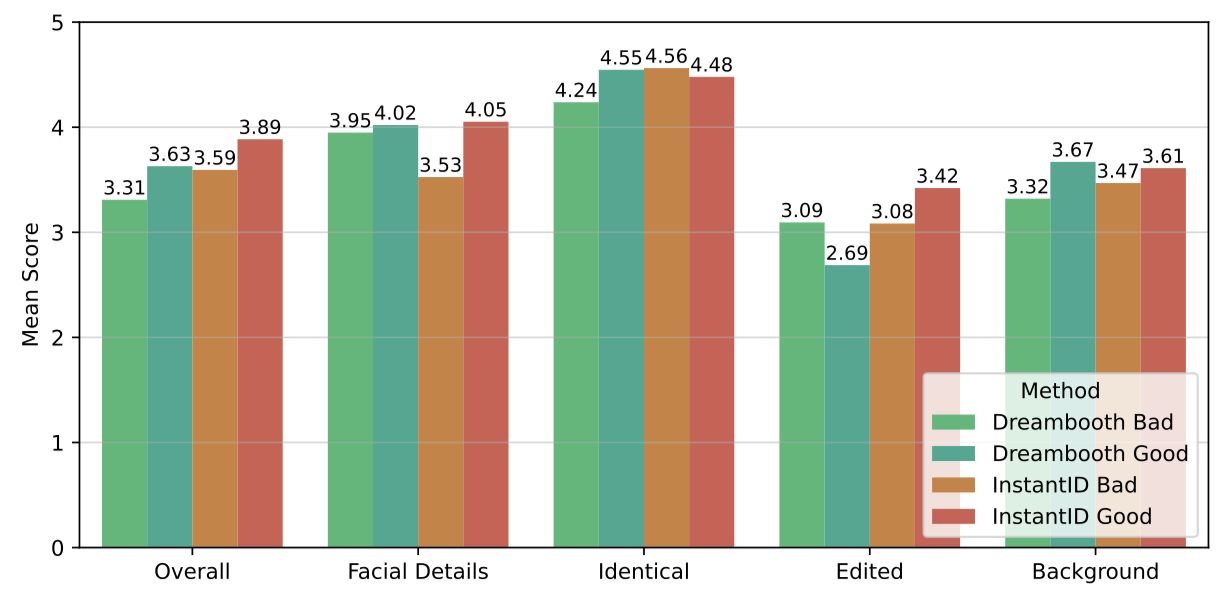 5
4
3
2
1
0
Mean Score
3.31
3.63
3.59
3.89
3.95
4.02
3.53
4.05
4.24
4.55
4.56
4.48
3.09
2.69
3.08
3.42
3.32
3.67
3.47
3.61
Method
Dreambooth Bad
Dreambooth Good
InstantID Bad
InstantID Good
Overall
Facial Details
Identical
Edited
Background